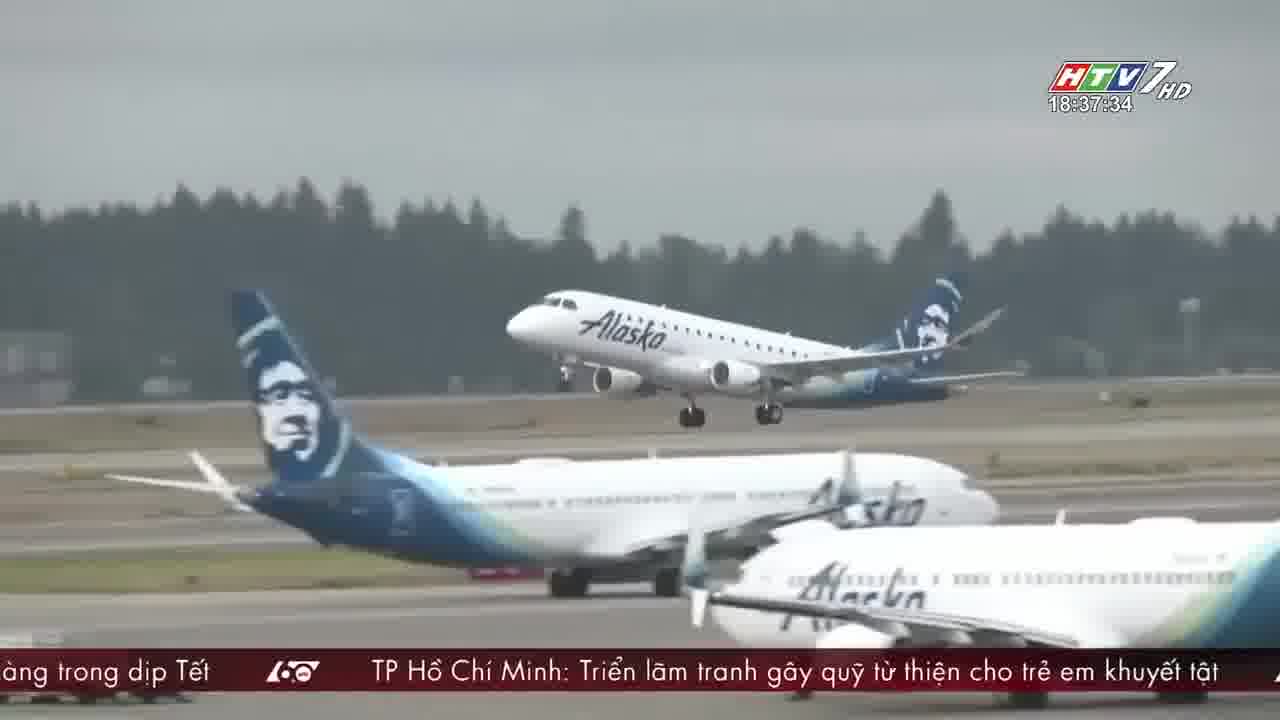 HTV7 HD
18:37:34
Alaska
Alaska
Alaska
àng trong dịp Tết 60 TP Hồ Chí Minh: Triển lãm tranh gây quỹ từ thiện cho trẻ em khuyết tật